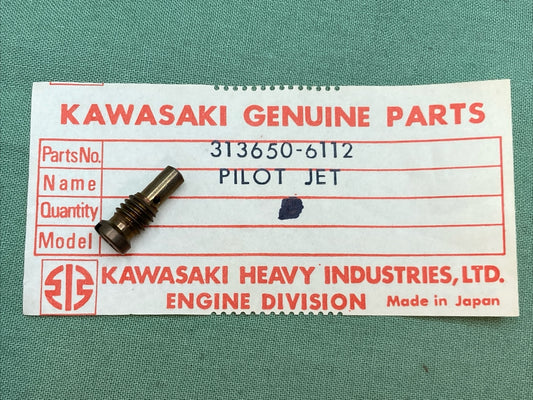 KAWASAKI GENUINE PARTS
Parts No. 313650-6112
Name PILOT JET
Quantity
Model
KAWASAKI HEAVY INDUSTRIES, LTD.
ENGINE DIVISION Made in Japan